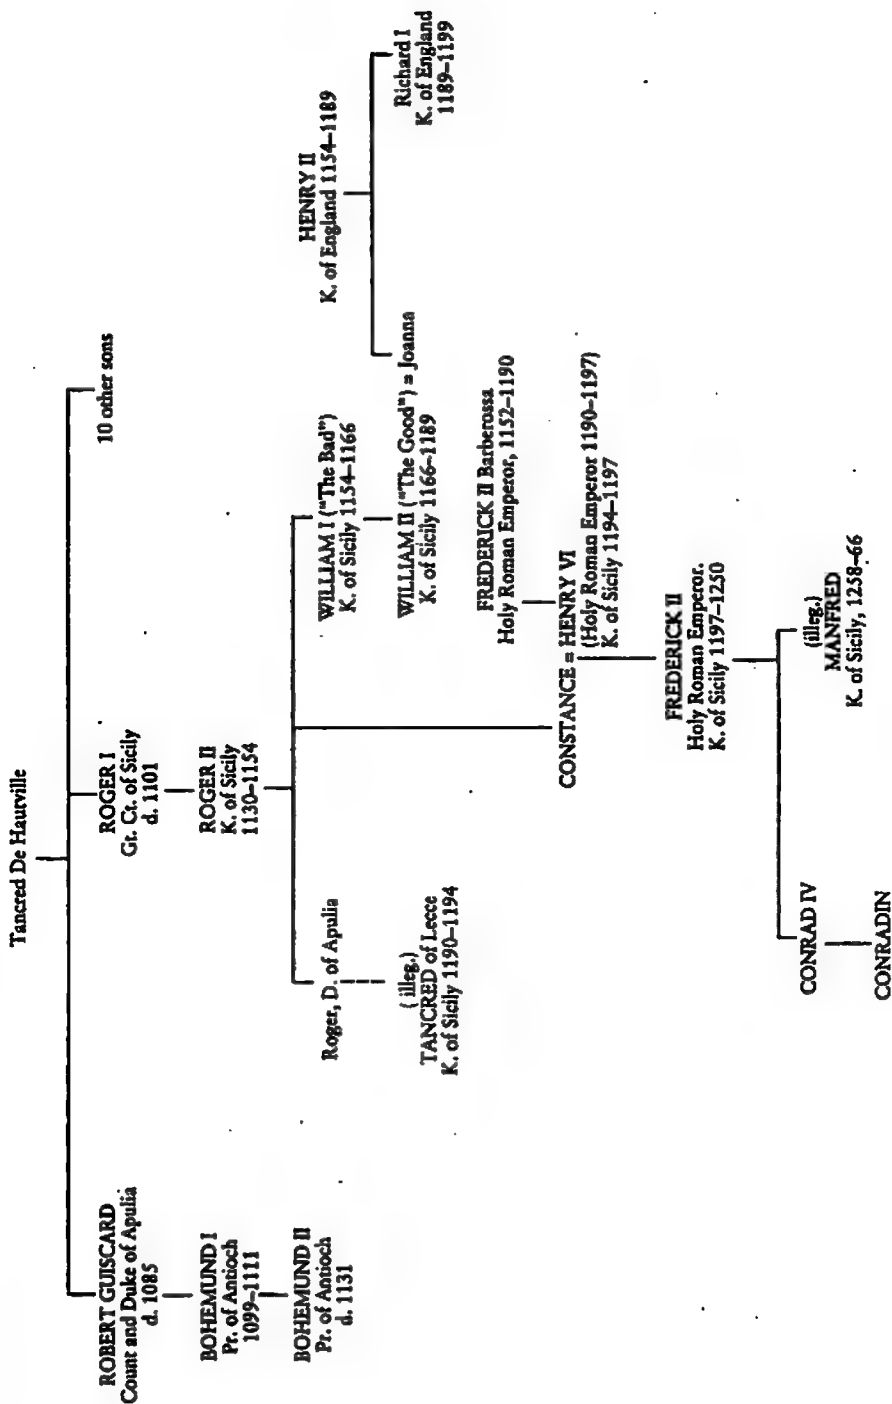 Tancred De Hautville
ROBERT GUISCARD
Count and Duke of Apulia
d. 1085
ROGER I
Gt. Ct. of Sicily
d. 1101
10 other sons
BOHEMUND I
Pr. of Antioch
1099–1111
ROGER II
K. of Sicily
1130–1154
BOHEMUND II
Pr. of Antioch
d. 1131
HENRY II
K. of England 1154–1189
Roger, D. of Apulia
WILLIAM I ("The Bad")
K. of Sicily 1154–1166
( illeg.)
TANCRED of Lecce
K. of Sicily 1190–1194
WILLIAM II ("The Good") = Joanna
K. of Sicily 1166–1189
Richard I
K. of England
1189–1199
FREDERICK II Barberossa
Holy Roman Emperor, 1152–1190
CONSTANCE = HENRY VI
(Holy Roman Emperor 1190–1197)
K. of Sicily 1194–1197
FREDERICK II
Holy Roman Emperor.
K. of Sicily 1197–1250
CONRAD IV
(illeg.)
MANFRED
K. of Sicily, 1258–66
CONRADIN